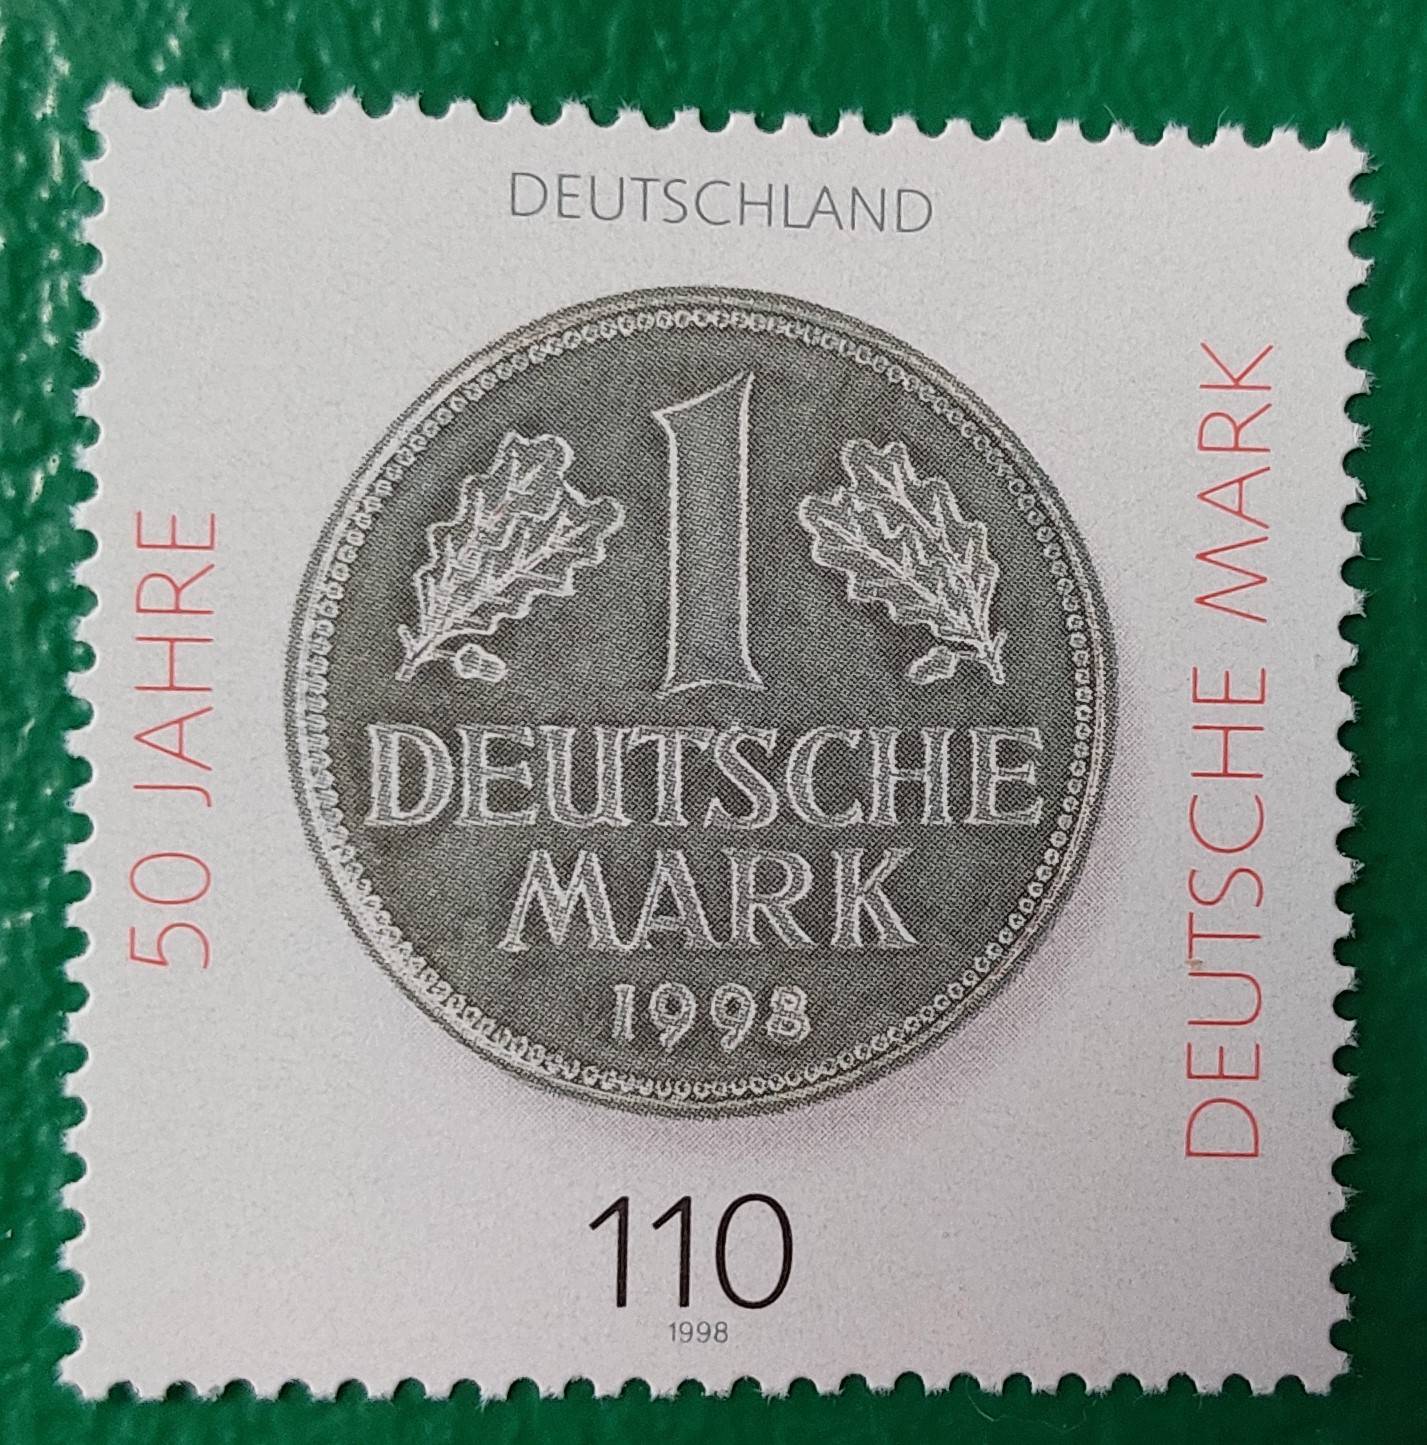 DEUTSCHLAND
50 JAHRE
1
DEUTSCHE
MARK
1998
DEUTSCHE MARK
110
1998